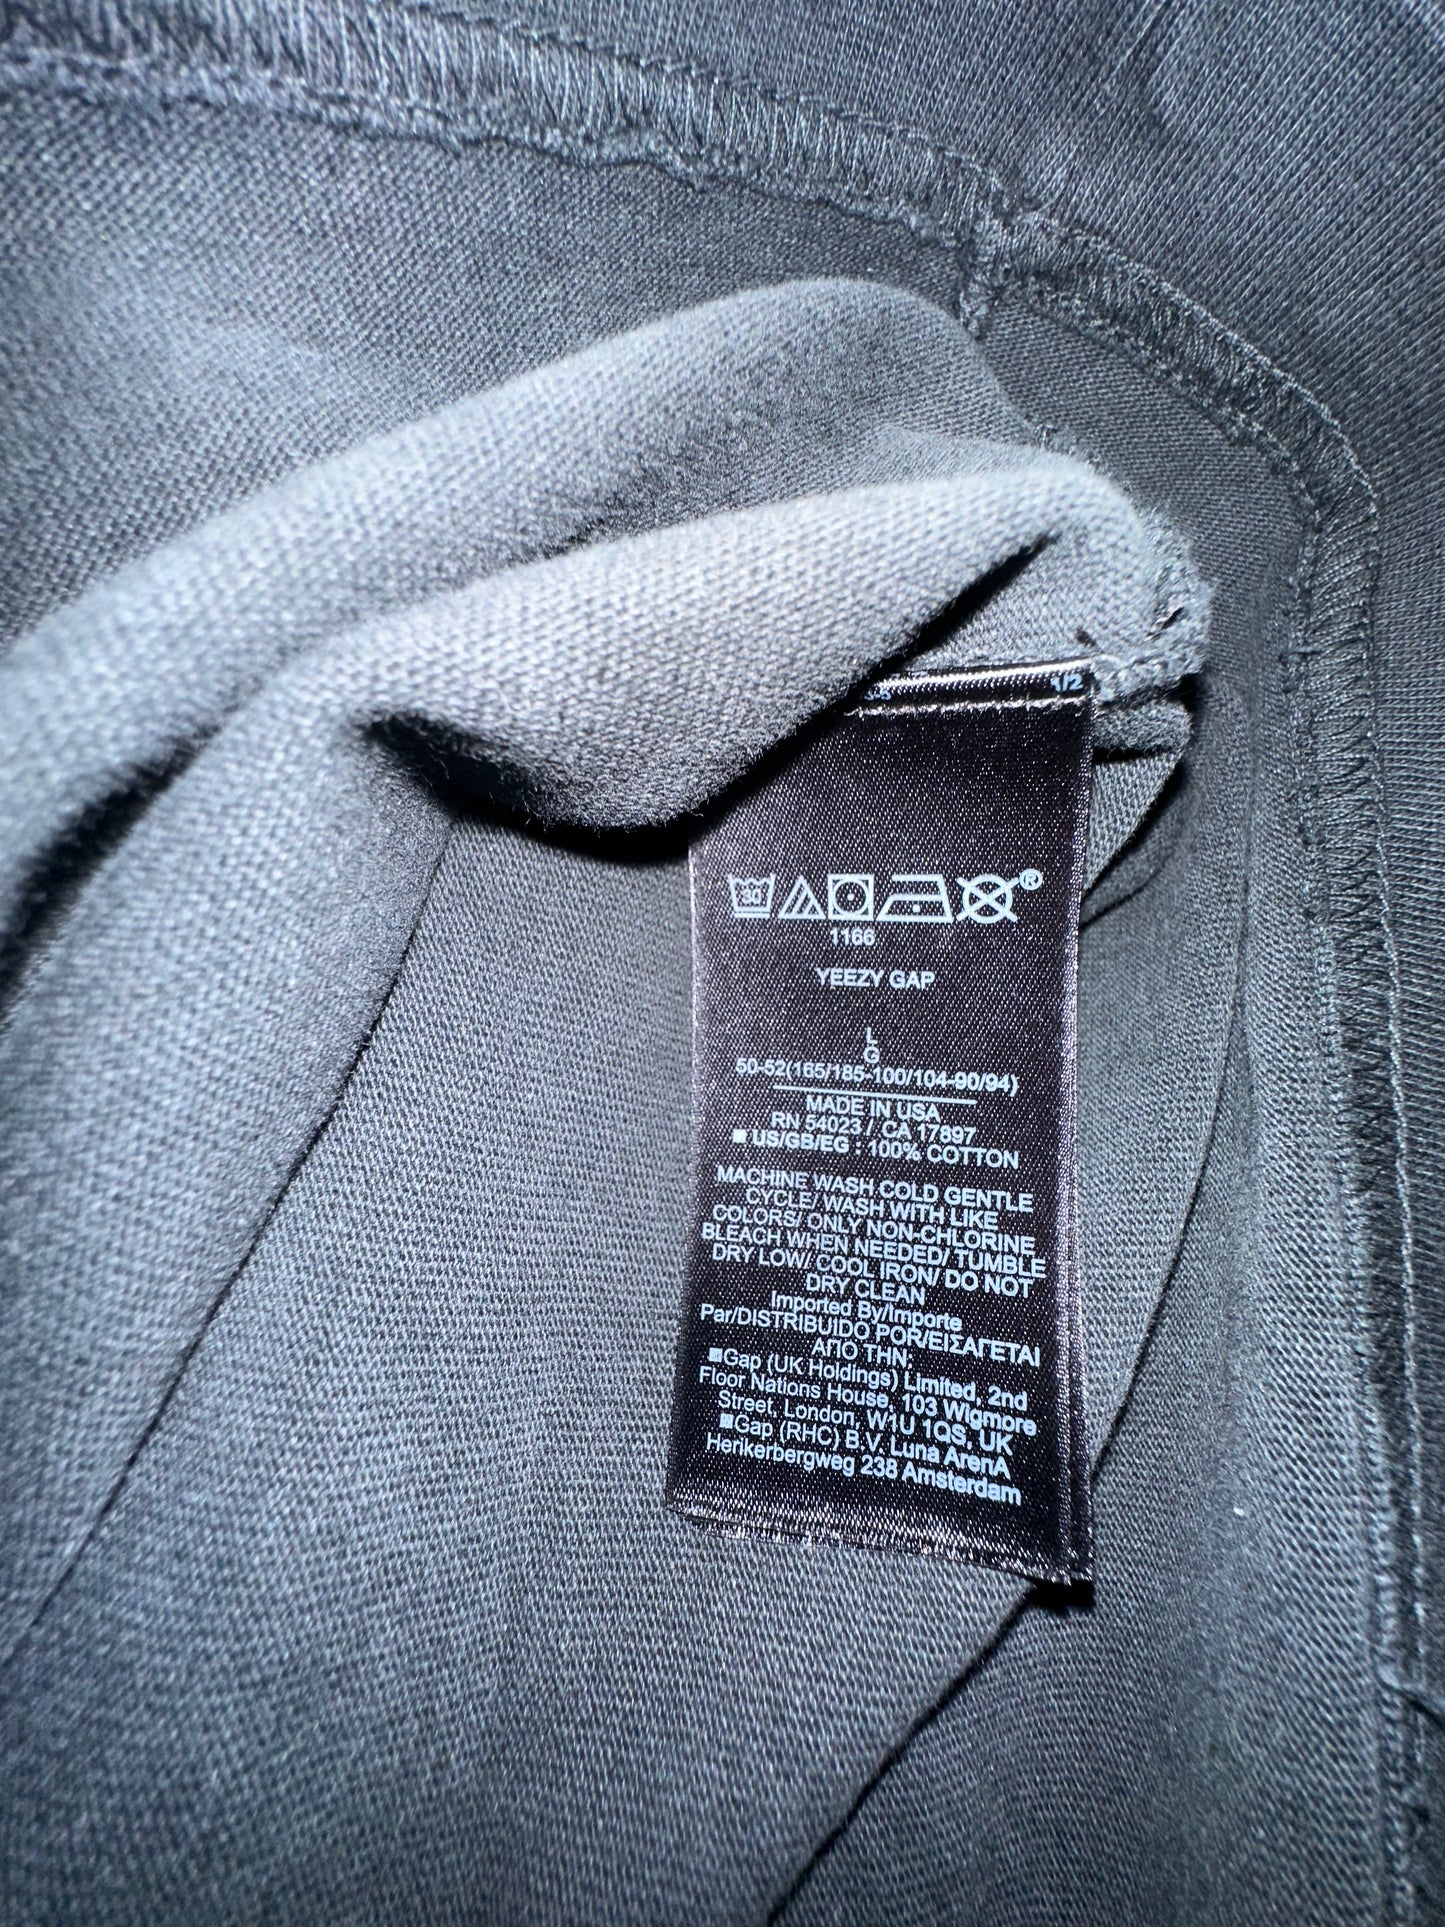 1/2
30 ®
1166
YEEZY GAP
L
G
50-52(165/185-100/104-90/94)
MADE IN USA
RN 54023 / CA 17897
■ US/GB/EG : 100% COTTON
MACHINE WASH COLD GENTLE
CYCLE/ WASH WITH LIKE
COLORS/ ONLY NON-CHLORINE
BLEACH WHEN NEEDED/ TUMBLE
DRY LOW/ COOL IRON/ DO NOT
DRY CLEAN
Imported By/Importe
Par/DISTRIBUIDO POR/ΕΙΣΑΓΕΤΑΙ
ΑΠΟ ΤΗΝ:
■Gap (UK Holdings) Limited, 2nd
Floor Nations House, 103 Wigmore
Street, London, W1U 1QS, UK
■Gap (RHC) B.V. Luna ArenA
Herikerbergweg 238 Amsterdam